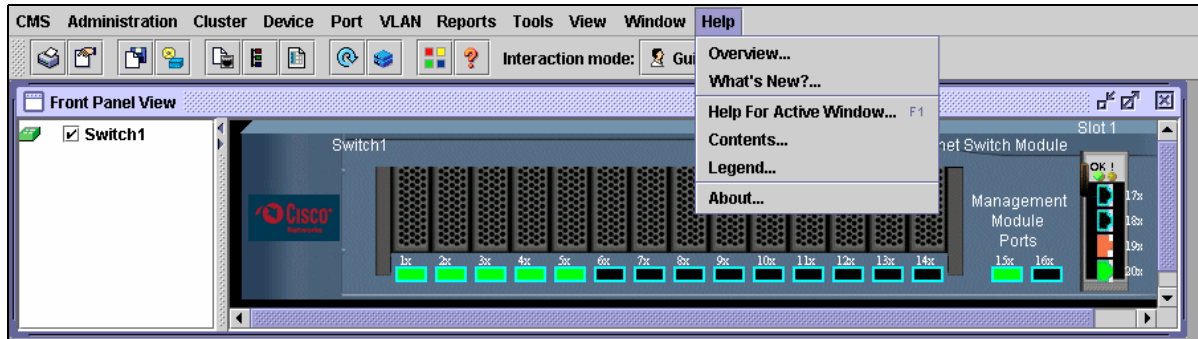 CMS Administration Cluster Device Port VLAN Reports Tools View Window Help
Interaction mode: Gui
Overview...
What's New?...
Help For Active Window... F1
Contents...
Legend...
About...
Front Panel View
Switch1
Switch1
net Switch Module
Slot 1
OK !
Cisco
Networks
Management
Module
Ports
17x
18x
19x
20x
1x 2x 3x 4x 5x 6x 7x 8x 9x 10x 11x 12x 13x 14x 15x 16x